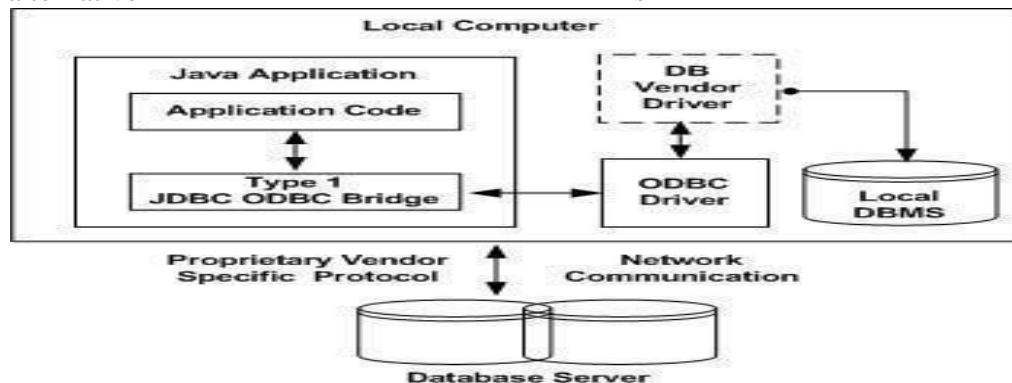 Local Computer
Java Application
Application Code
Type 1
JDBC ODBC Bridge
DB
Vendor
Driver
ODBC
Driver
Local
DBMS
Proprietary Vendor
Specific Protocol
Network
Communication
Database Server